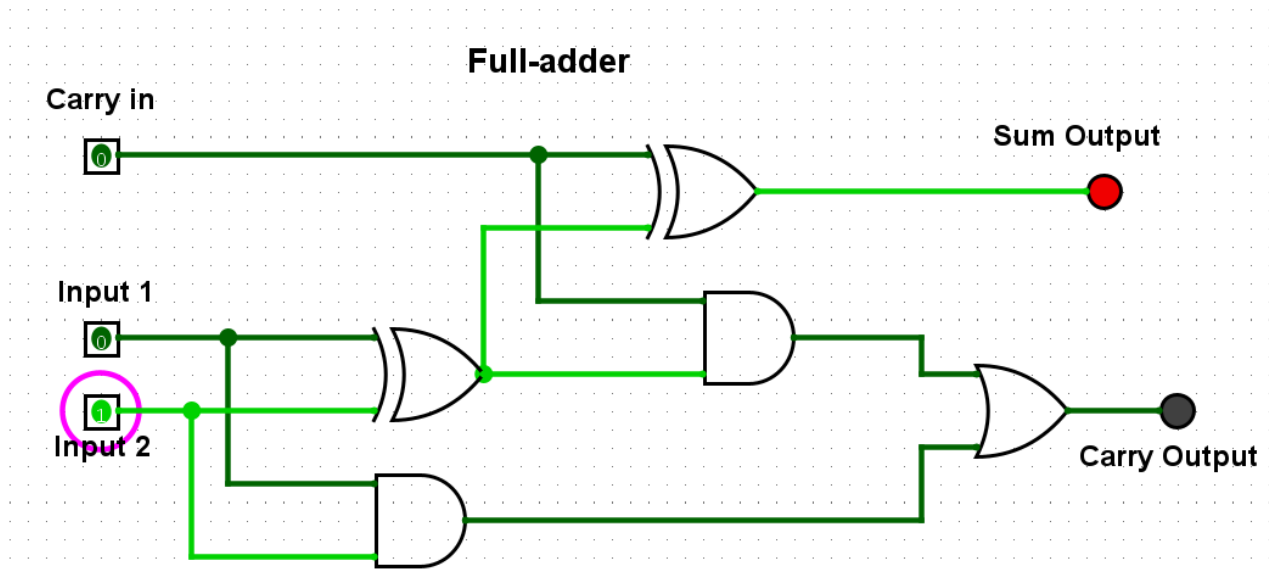 Full-adder
Carry in
0
Sum Output
Input 1
0
1
Input 2
Carry Output